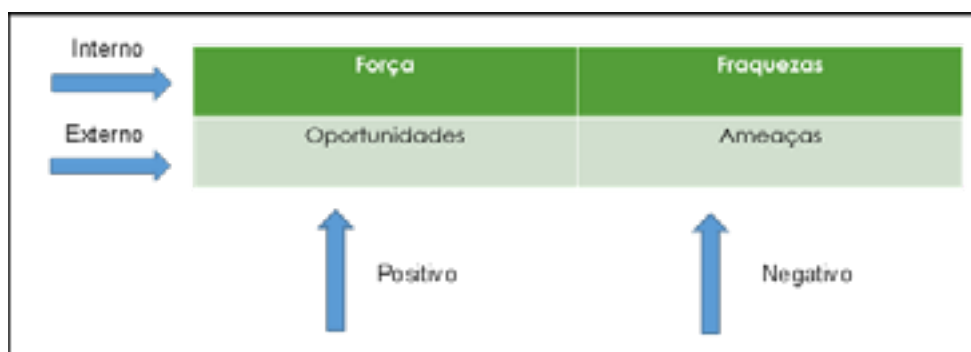 Interno
Força Fraquezas
Externo
Oportunidades Ameaças
Positivo
Negativo